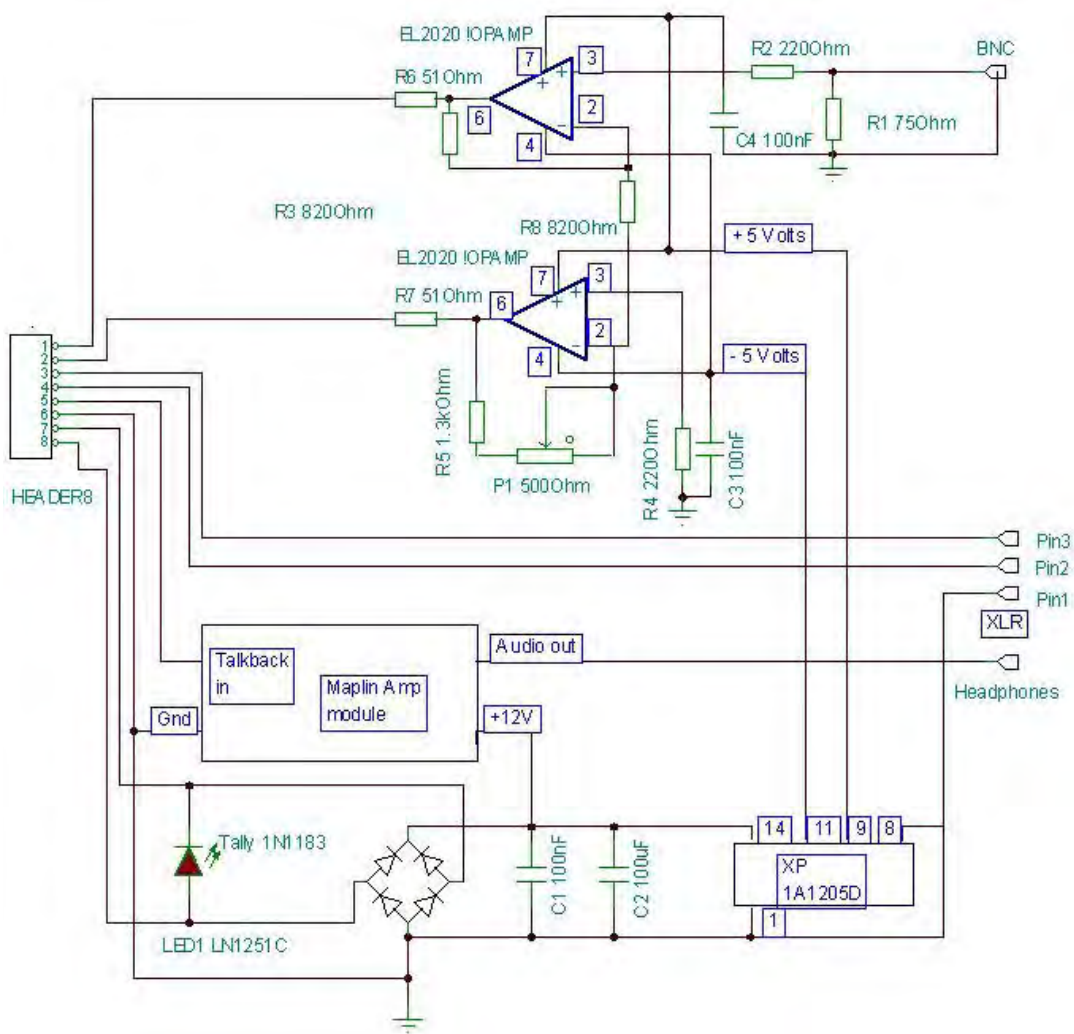 EL2020 !OPAMP
7
3
R2 220Ohm
BNC
R6 51Ohm
6
2
4
C4 100nF
R1 75Ohm
R3 820Ohm
R8 820Ohm
+ 5 Volts
EL2020 !OPAMP
7
3
R7 51Ohm
6
2
4
- 5 Volts
1
2
3
4
5
6
7
8
HEADER8
R5 1.3kOhm
P1 500Ohm
R4 220Ohm
C3 100nF
Pin3
Pin2
Pin1
XLR
Talkback
in
Maplin Amp
module
Audio out
Headphones
Gnd
+12V
Tally 1N1183
LED1 LN1251C
C1 100nF
C2 100uF
14
11
9
8
XP
1A1205D
1